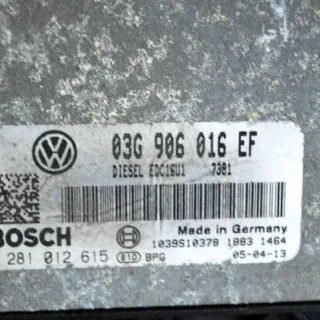 03G 906 016 EF
DIESEL EDC16U1 7381
Made in Germany
BOSCH
1039S10378 1883 1464
281 012 615 E10 BPG 05-04-13